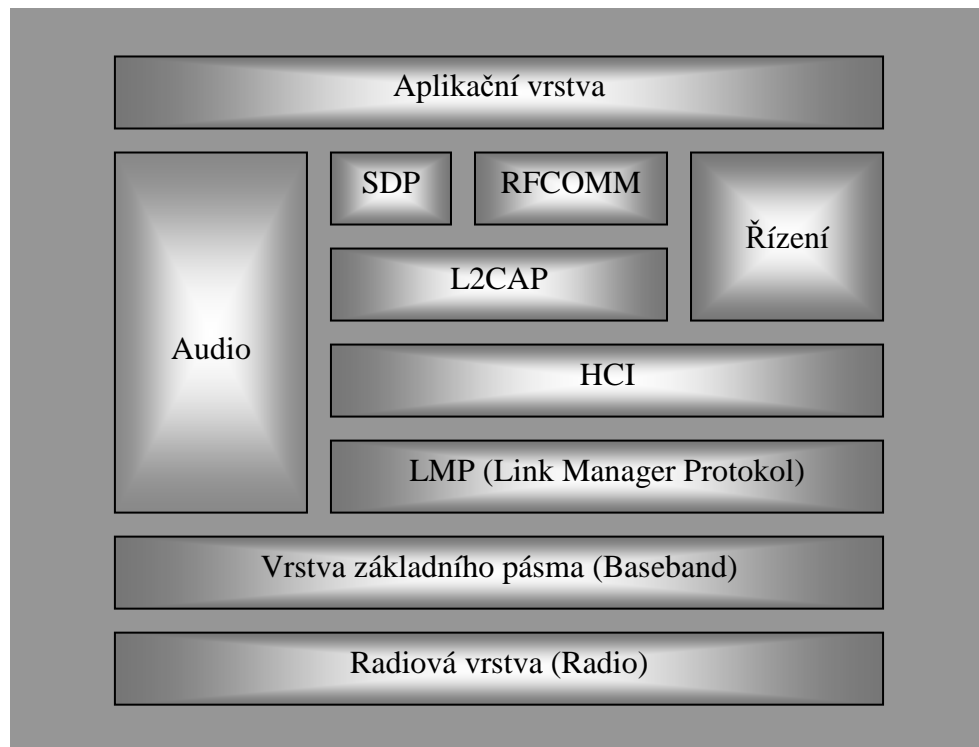 Aplikační vrstva
SDP
RFCOMM
Řízení
L2CAP
Audio
HCI
LMP (Link Manager Protokol)
Vrstva základního pásma (Baseband)
Radiová vrstva (Radio)